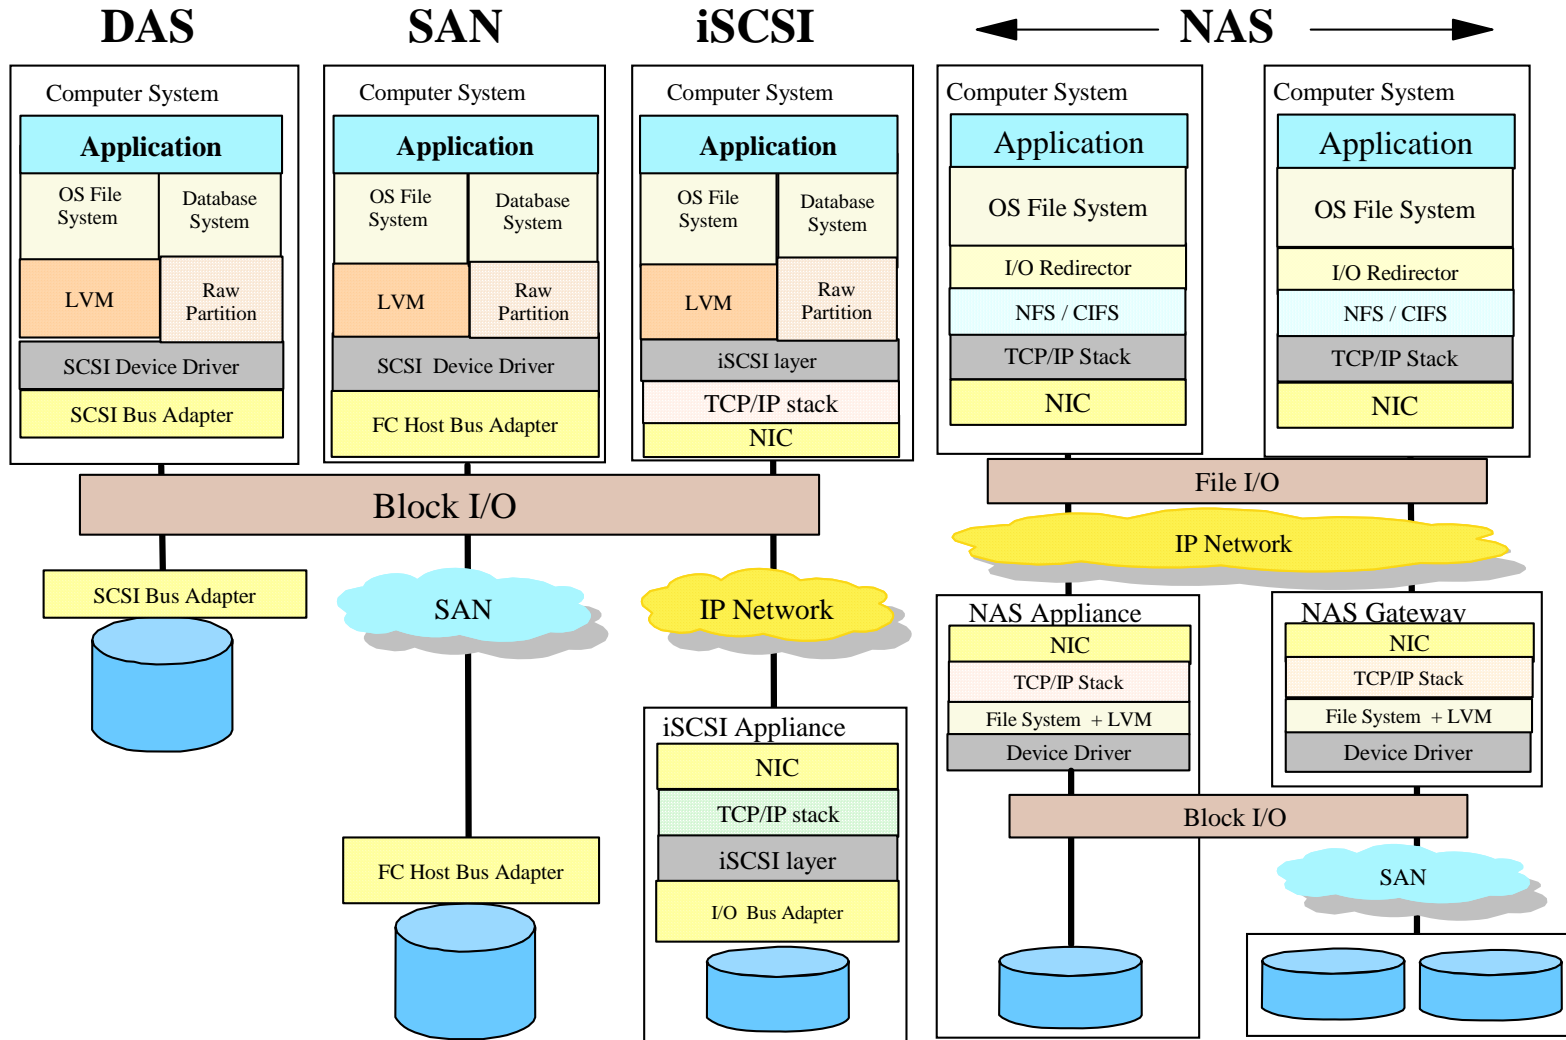 DAS
SAN
iSCSI
NAS
Computer System
Application
OS File
System
Database
System
LVM
Raw
Partition
SCSI Device Driver
SCSI Bus Adapter
Computer System
Application
OS File
System
Database
System
LVM
Raw
Partition
SCSI Device Driver
FC Host Bus Adapter
Computer System
Application
OS File
System
Database
System
LVM
Raw
Partition
iSCSI layer
TCP/IP stack
NIC
Computer System
Application
OS File System
I/O Redirector
NFS / CIFS
TCP/IP Stack
NIC
Computer System
Application
OS File System
I/O Redirector
NFS / CIFS
TCP/IP Stack
NIC
Block I/O
File I/O
IP Network
SCSI Bus Adapter
SAN
IP Network
FC Host Bus Adapter
iSCSI Appliance
NIC
TCP/IP stack
iSCSI layer
I/O Bus Adapter
NAS Appliance
NIC
TCP/IP Stack
File System + LVM
Device Driver
NAS Gateway
NIC
TCP/IP Stack
File System + LVM
Device Driver
Block I/O
SAN